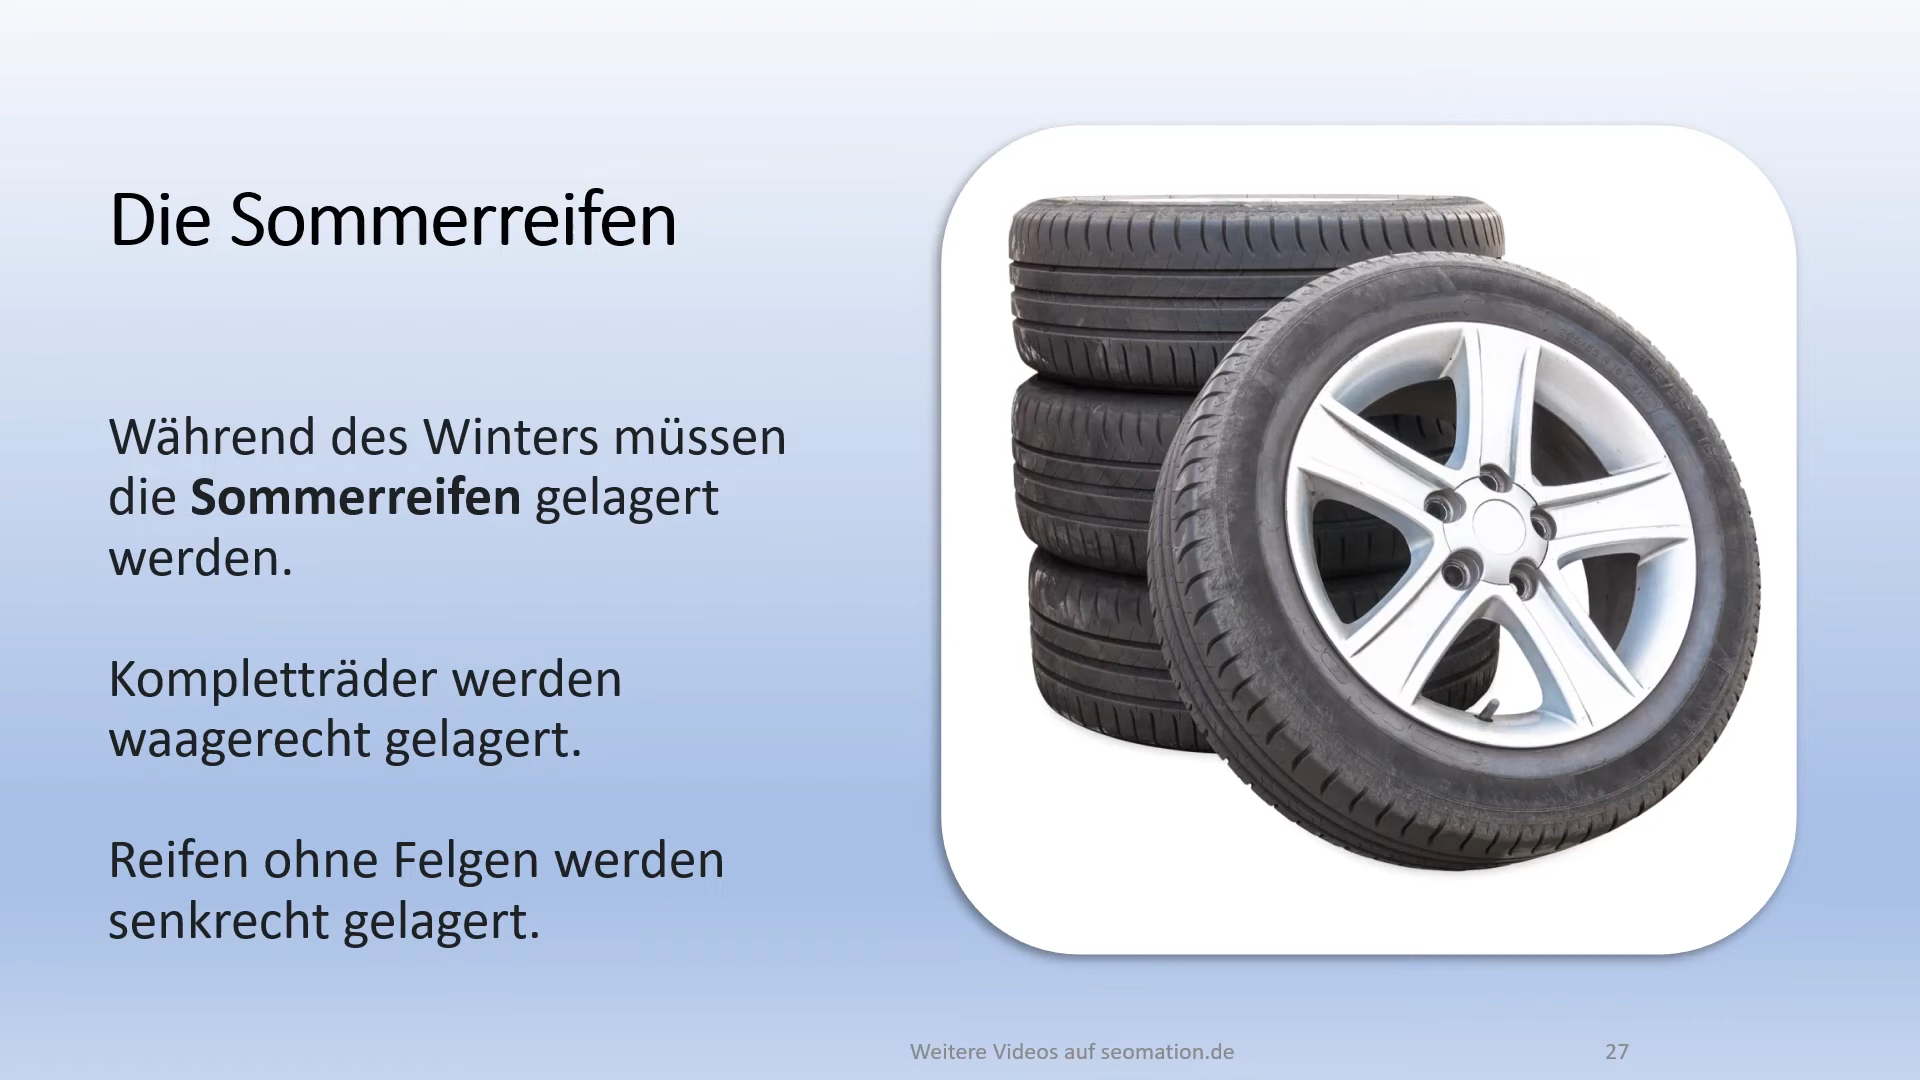 Die Sommerreifen
Während des Winters müssen
die Sommerreifen gelagert
werden.
Kompletträder werden
waagerecht gelagert.
Reifen ohne Felgen werden
senkrecht gelagert.
Weitere Videos auf seomation.de
27